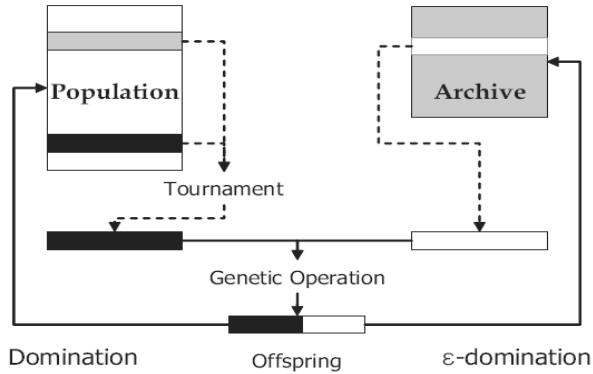 Population
Archive
Tournament
Genetic Operation
Domination
Offspring
ε-domination